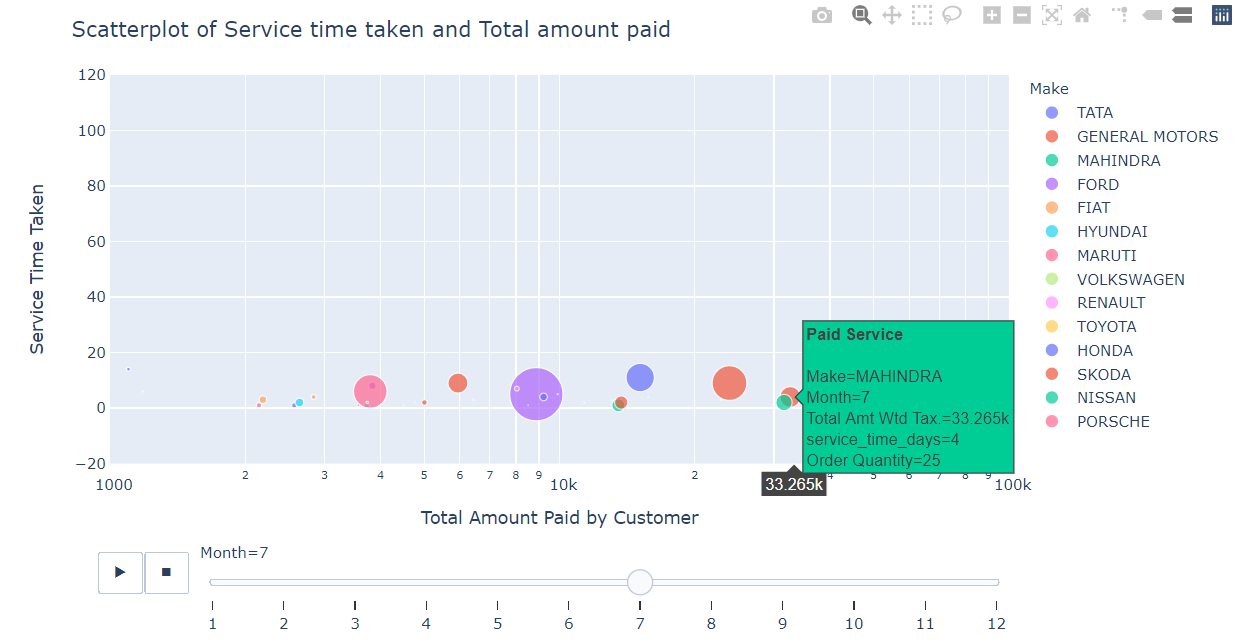 Scatterplot of Service time taken and Total amount paid
120
100
80
60
40
20
0
−20
Service Time Taken
1000
2
3
4
5
6
7
8
9
10k
2
4
5
6
7
8
9
100k
Total Amount Paid by Customer
Make
TATA
GENERAL MOTORS
MAHINDRA
FORD
FIAT
HYUNDAI
MARUTI
VOLKSWAGEN
RENAULT
TOYOTA
HONDA
SKODA
NISSAN
PORSCHE
Paid Service
Make=MAHINDRA
Month=7
Total Amt Wtd Tax.=33.265k
service_time_days=4
Order Quantity=25
33.265k
Month=7
1 2 3 4 5 6 7 8 9 10 11 12